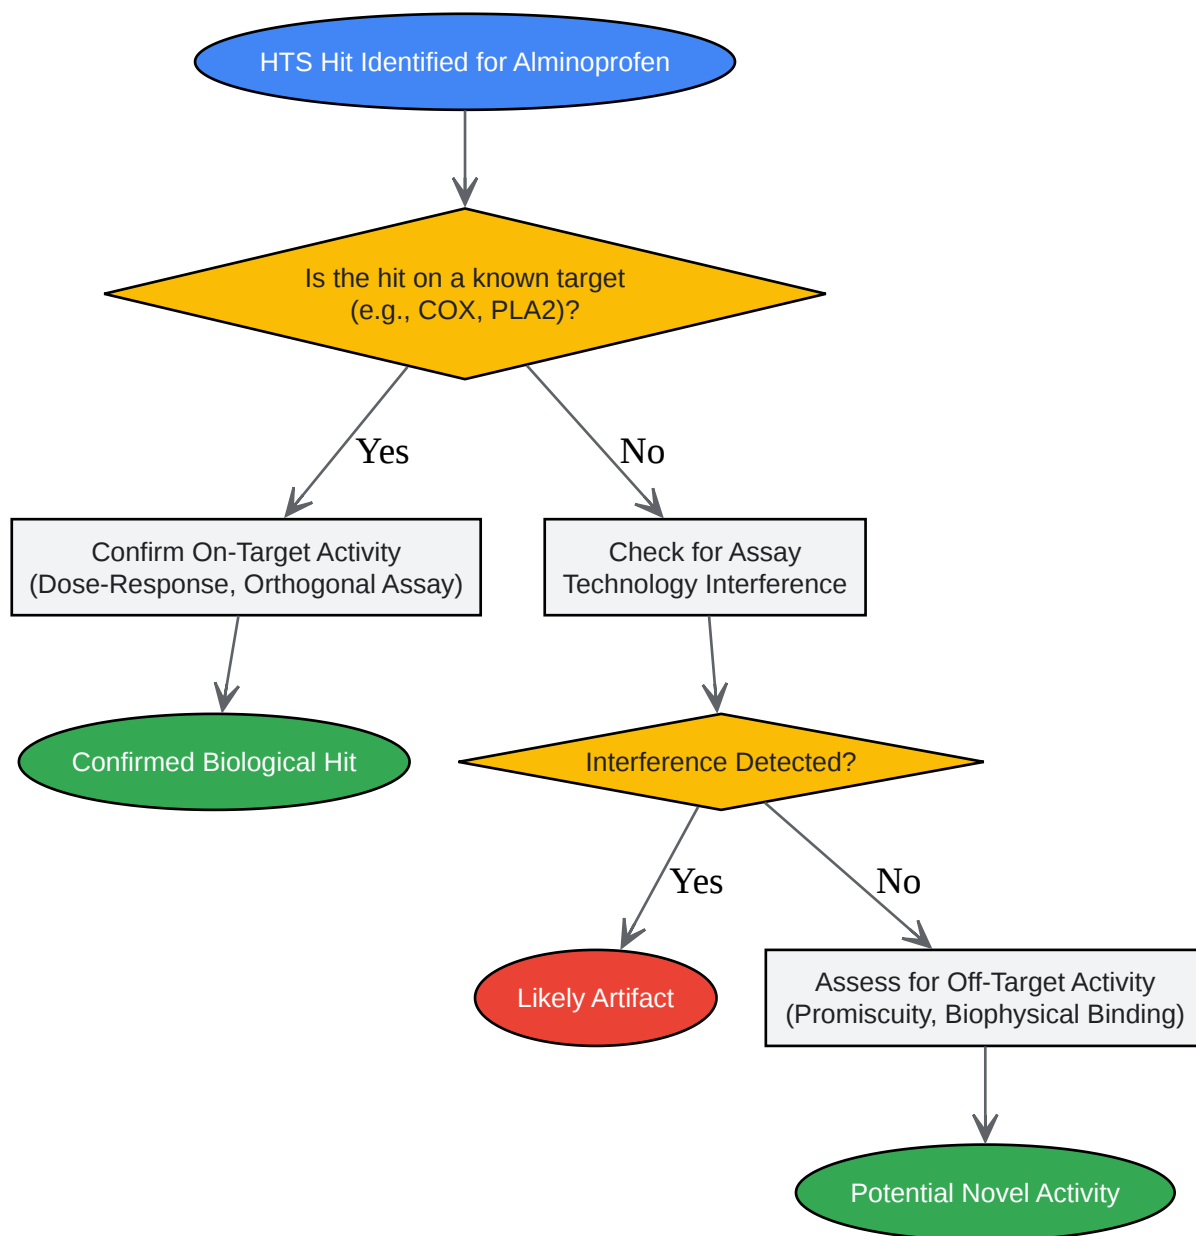 HTS Hit Identified for Alminoprofen
Is the hit on a known target
(e.g., COX, PLA2)?
Yes
No
Confirm On-Target Activity
(Dose-Response, Orthogonal Assay)
Check for Assay
Technology Interference
Confirmed Biological Hit
Interference Detected?
Yes
No
Likely Artifact
Assess for Off-Target Activity
(Promiscuity, Biophysical Binding)
Potential Novel Activity